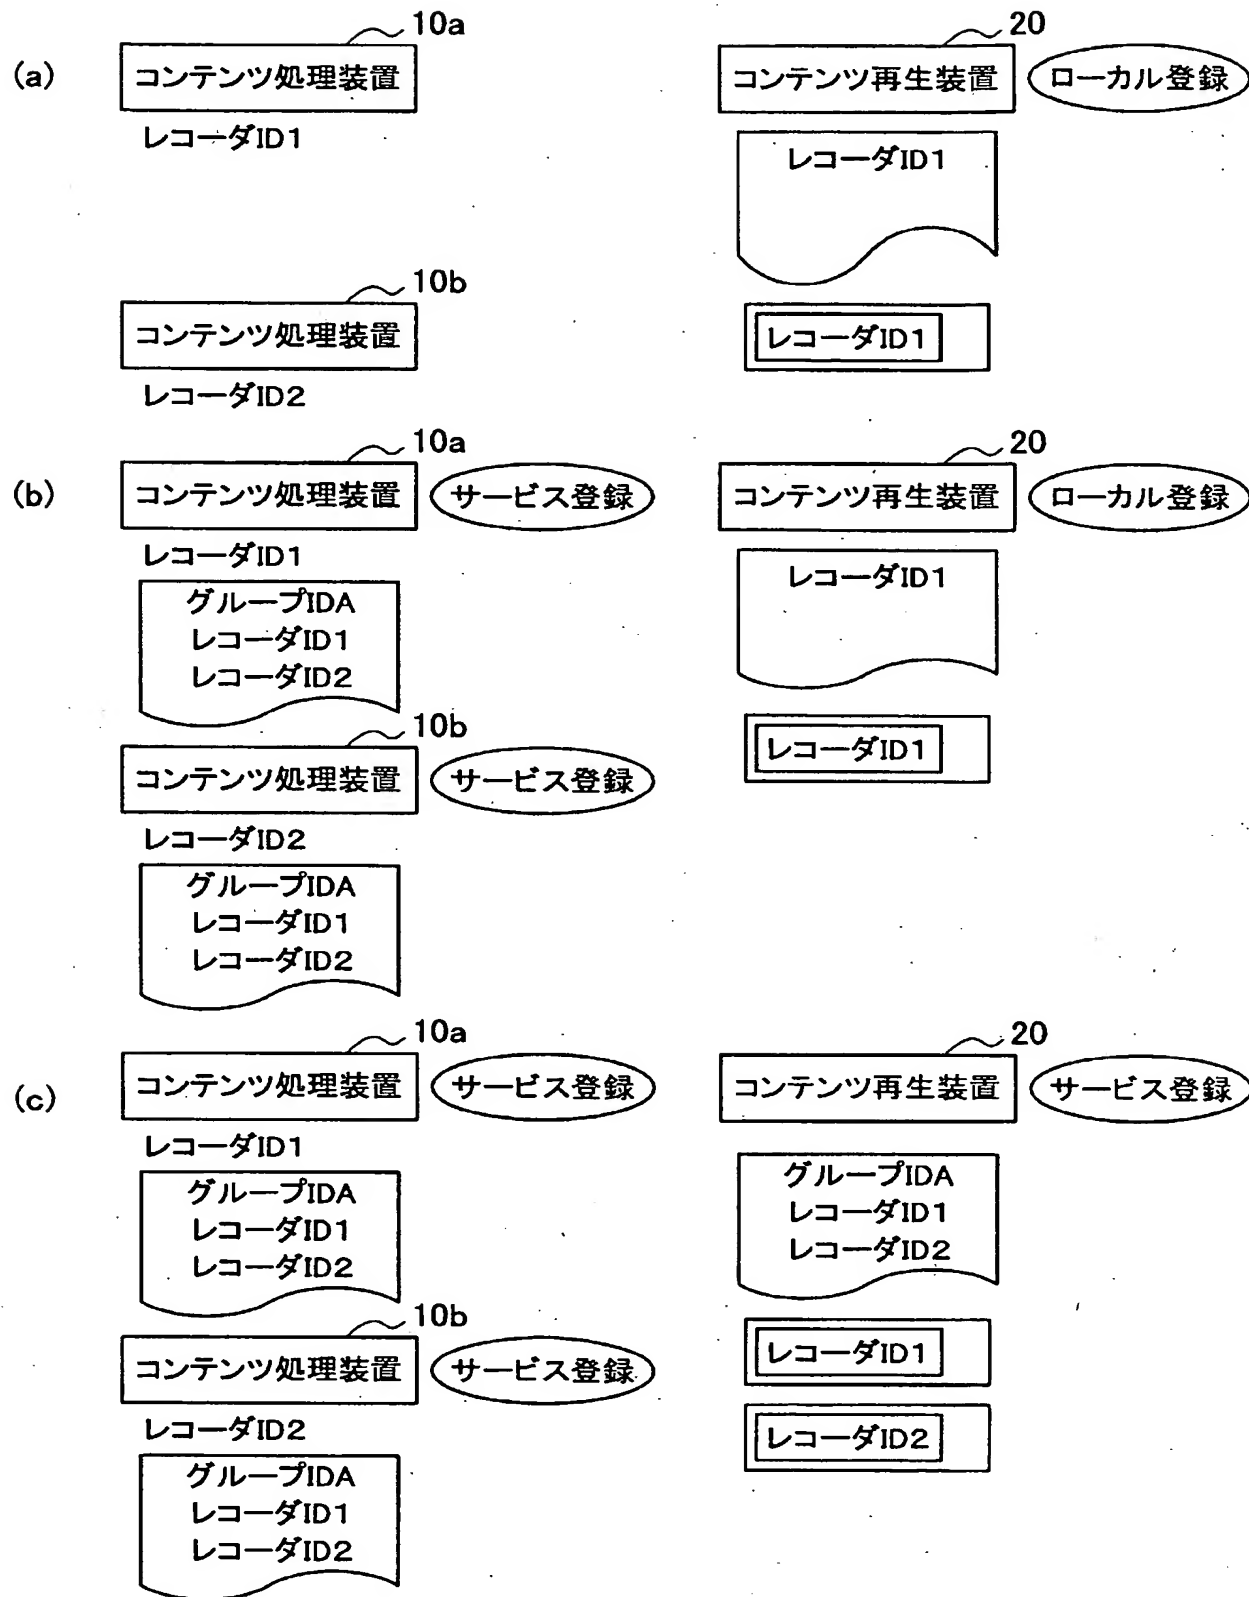 (a)
10a
コンテンツ処理装置
レコーダID1
20
コンテンツ再生装置
ローカル登録
レコーダID1
10b
コンテンツ処理装置
レコーダID2
レコーダID1
(b)
10a
コンテンツ処理装置
サービス登録
レコーダID1
グループIDA
レコーダID1
レコーダID2
20
コンテンツ再生装置
ローカル登録
レコーダID1
レコーダID1
10b
コンテンツ処理装置
サービス登録
レコーダID2
グループIDA
レコーダID1
レコーダID2
(c)
10a
コンテンツ処理装置
サービス登録
レコーダID1
グループIDA
レコーダID1
レコーダID2
20
コンテンツ再生装置
サービス登録
グループIDA
レコーダID1
レコーダID2
レコーダID1
レコーダID2
10b
コンテンツ処理装置
サービス登録
レコーダID2
グループIDA
レコーダID1
レコーダID2